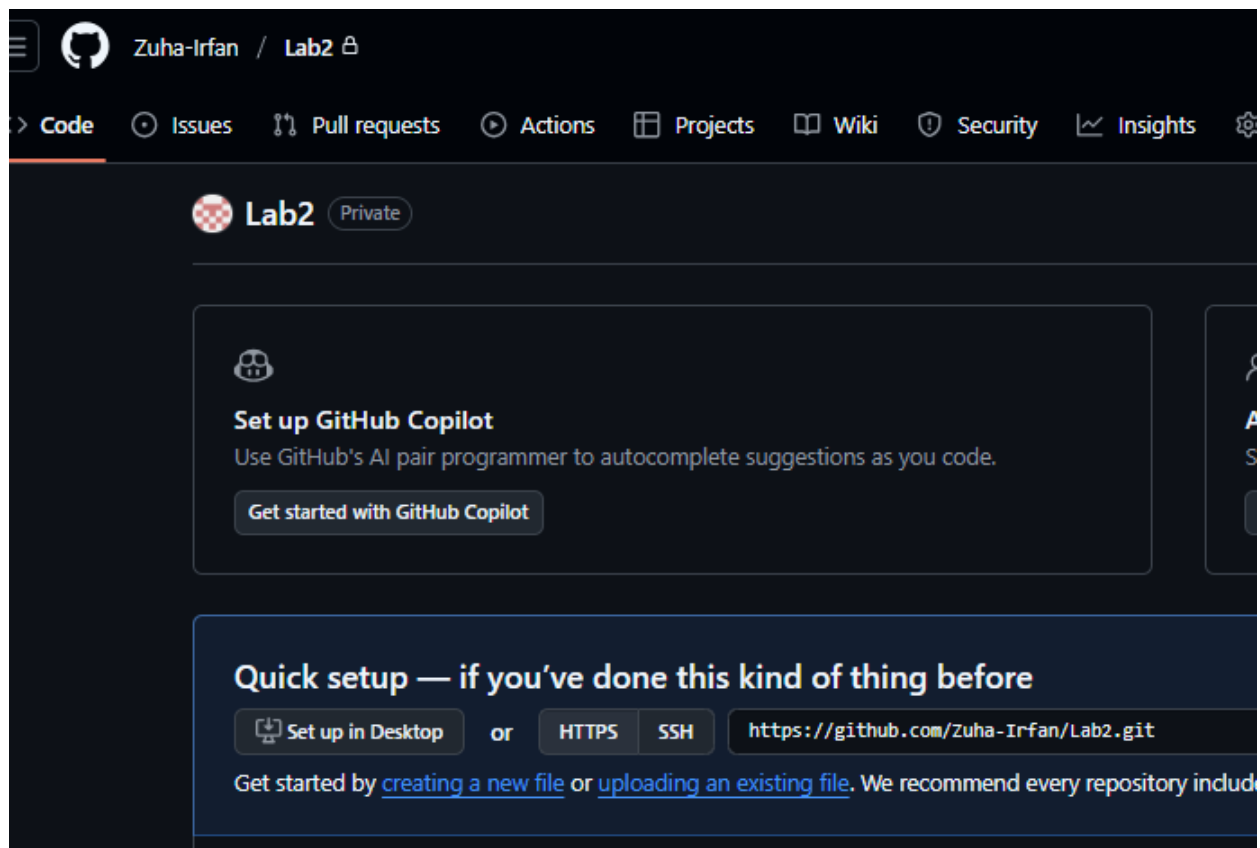 Zuha-Irfan / Lab2
Code Issues Pull requests Actions Projects Wiki Security Insights
Lab2 Private
Set up GitHub Copilot
Use GitHub's AI pair programmer to autocomplete suggestions as you code.
Get started with GitHub Copilot
A
S
Quick setup — if you've done this kind of thing before
Set up in Desktop or HTTPS SSH https://github.com/Zuha-Irfan/Lab2.git
Get started by creating a new file or uploading an existing file. We recommend every repository include